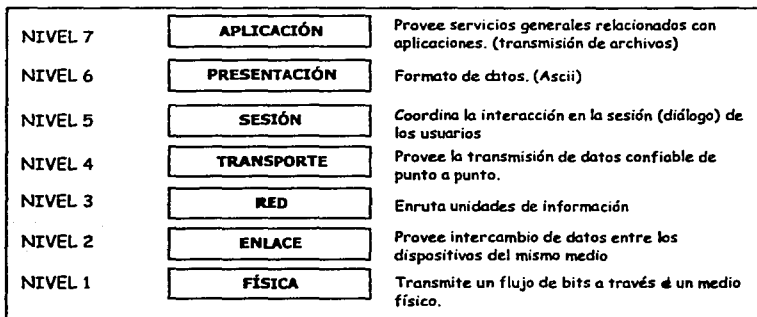 NIVEL 7 APLICACIÓN Provee servicios generales relacionados con
aplicaciones. (transmisión de archivos)
NIVEL 6 PRESENTACIÓN Formato de datos. (Ascii)
NIVEL 5 SESIÓN Coordina la interacción en la sesión (diálogo) de
los usuarios
NIVEL 4 TRANSPORTE Provee la transmisión de datos confiable de
punto a punto.
NIVEL 3 RED Enruta unidades de información
NIVEL 2 ENLACE Provee intercambio de datos entre los
dispositivos del mismo medio
NIVEL 1 FÍSICA Transmite un flujo de bits a través d un medio
físico.